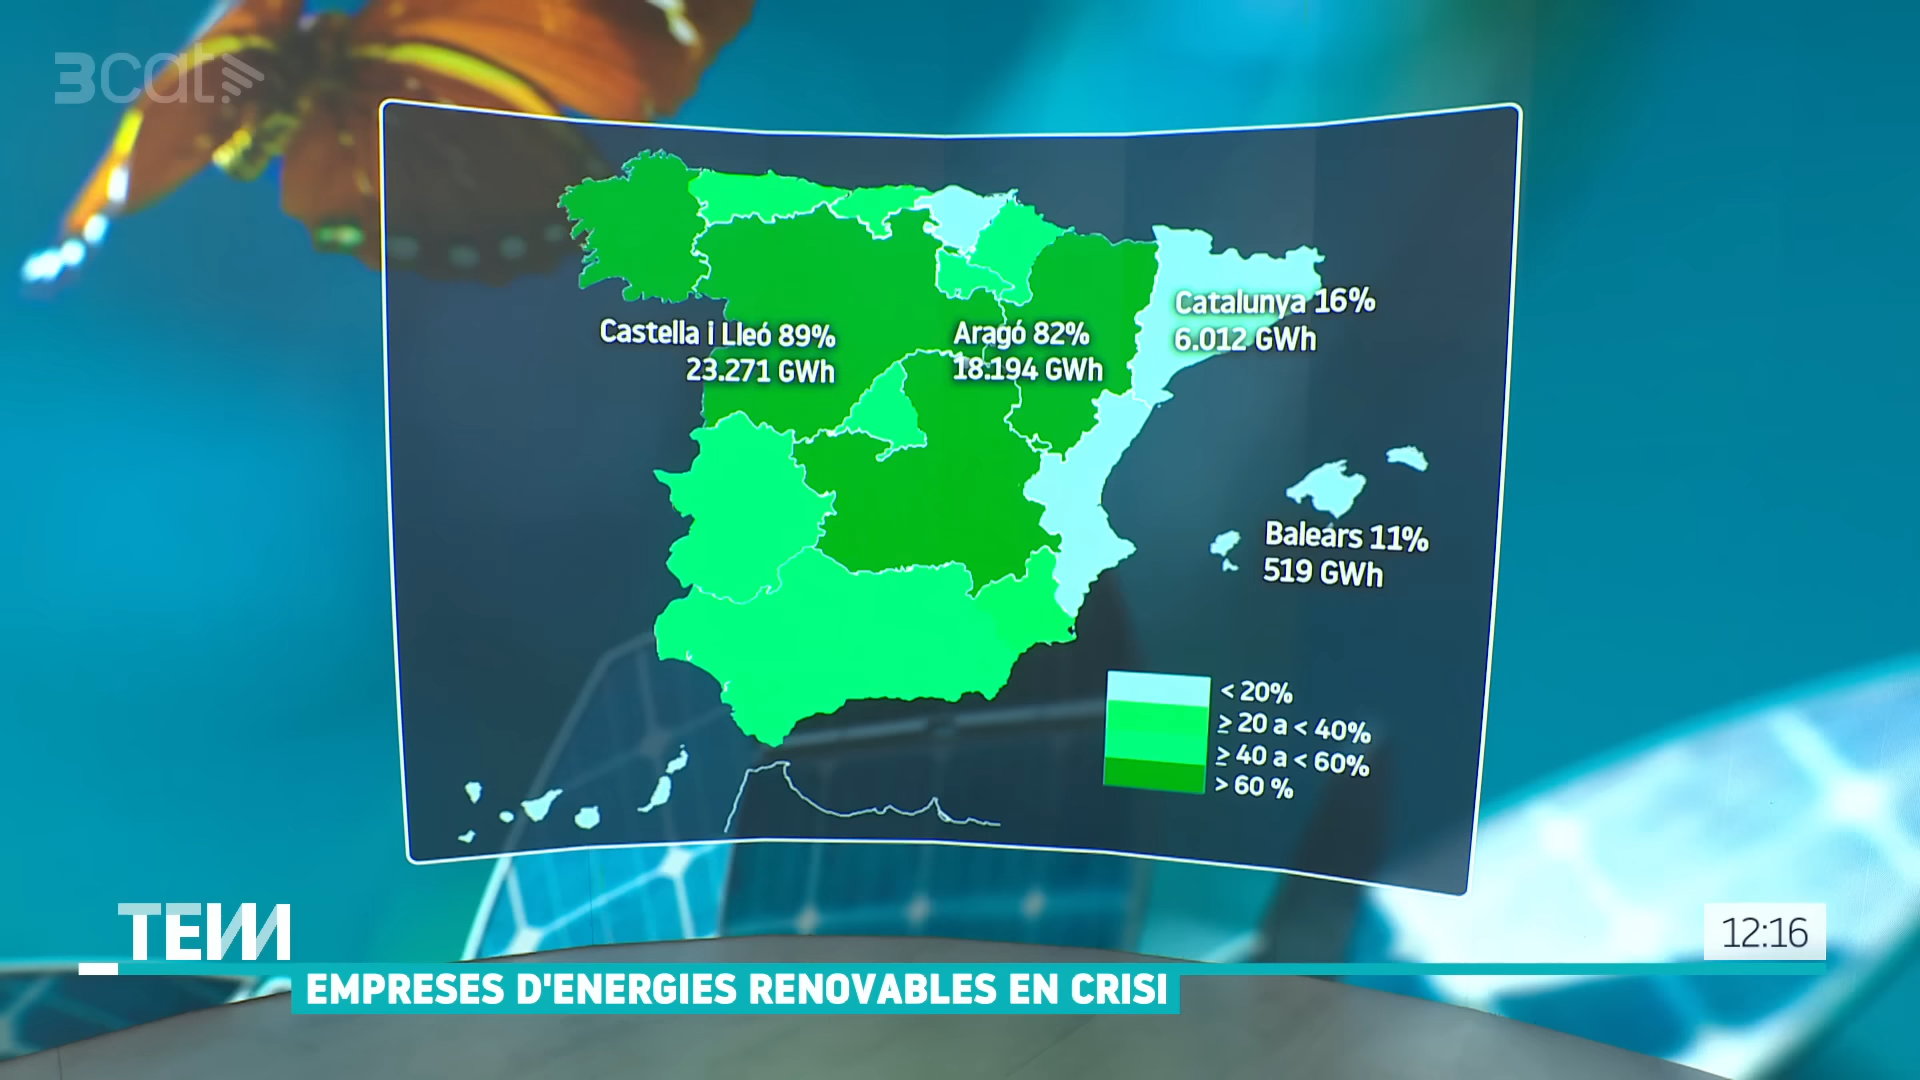 3cat
Castella i Lleó 89%
23.271 GWh
Aragó 82%
18.194 GWh
Catalunya 16%
6.012 GWh
Balears 11%
519 GWh
< 20%
≥ 20 a < 40%
≥ 40 a < 60%
> 60 %
_TEM
12:16
EMPRESES D'ENERGIES RENOVABLES EN CRISI